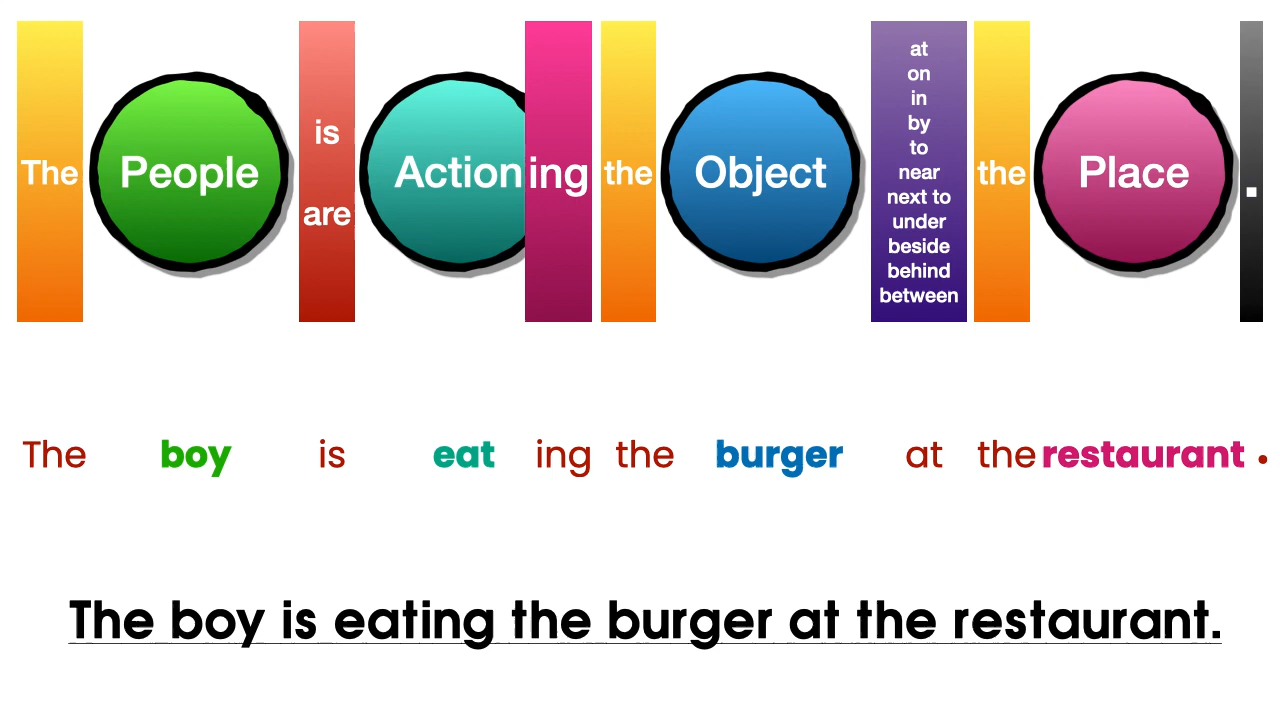 The People is are Action ing the Object at on in by to near next to under beside behind between the Place .
The boy is eat ing the burger at the restaurant .
The boy is eating the burger at the restaurant.